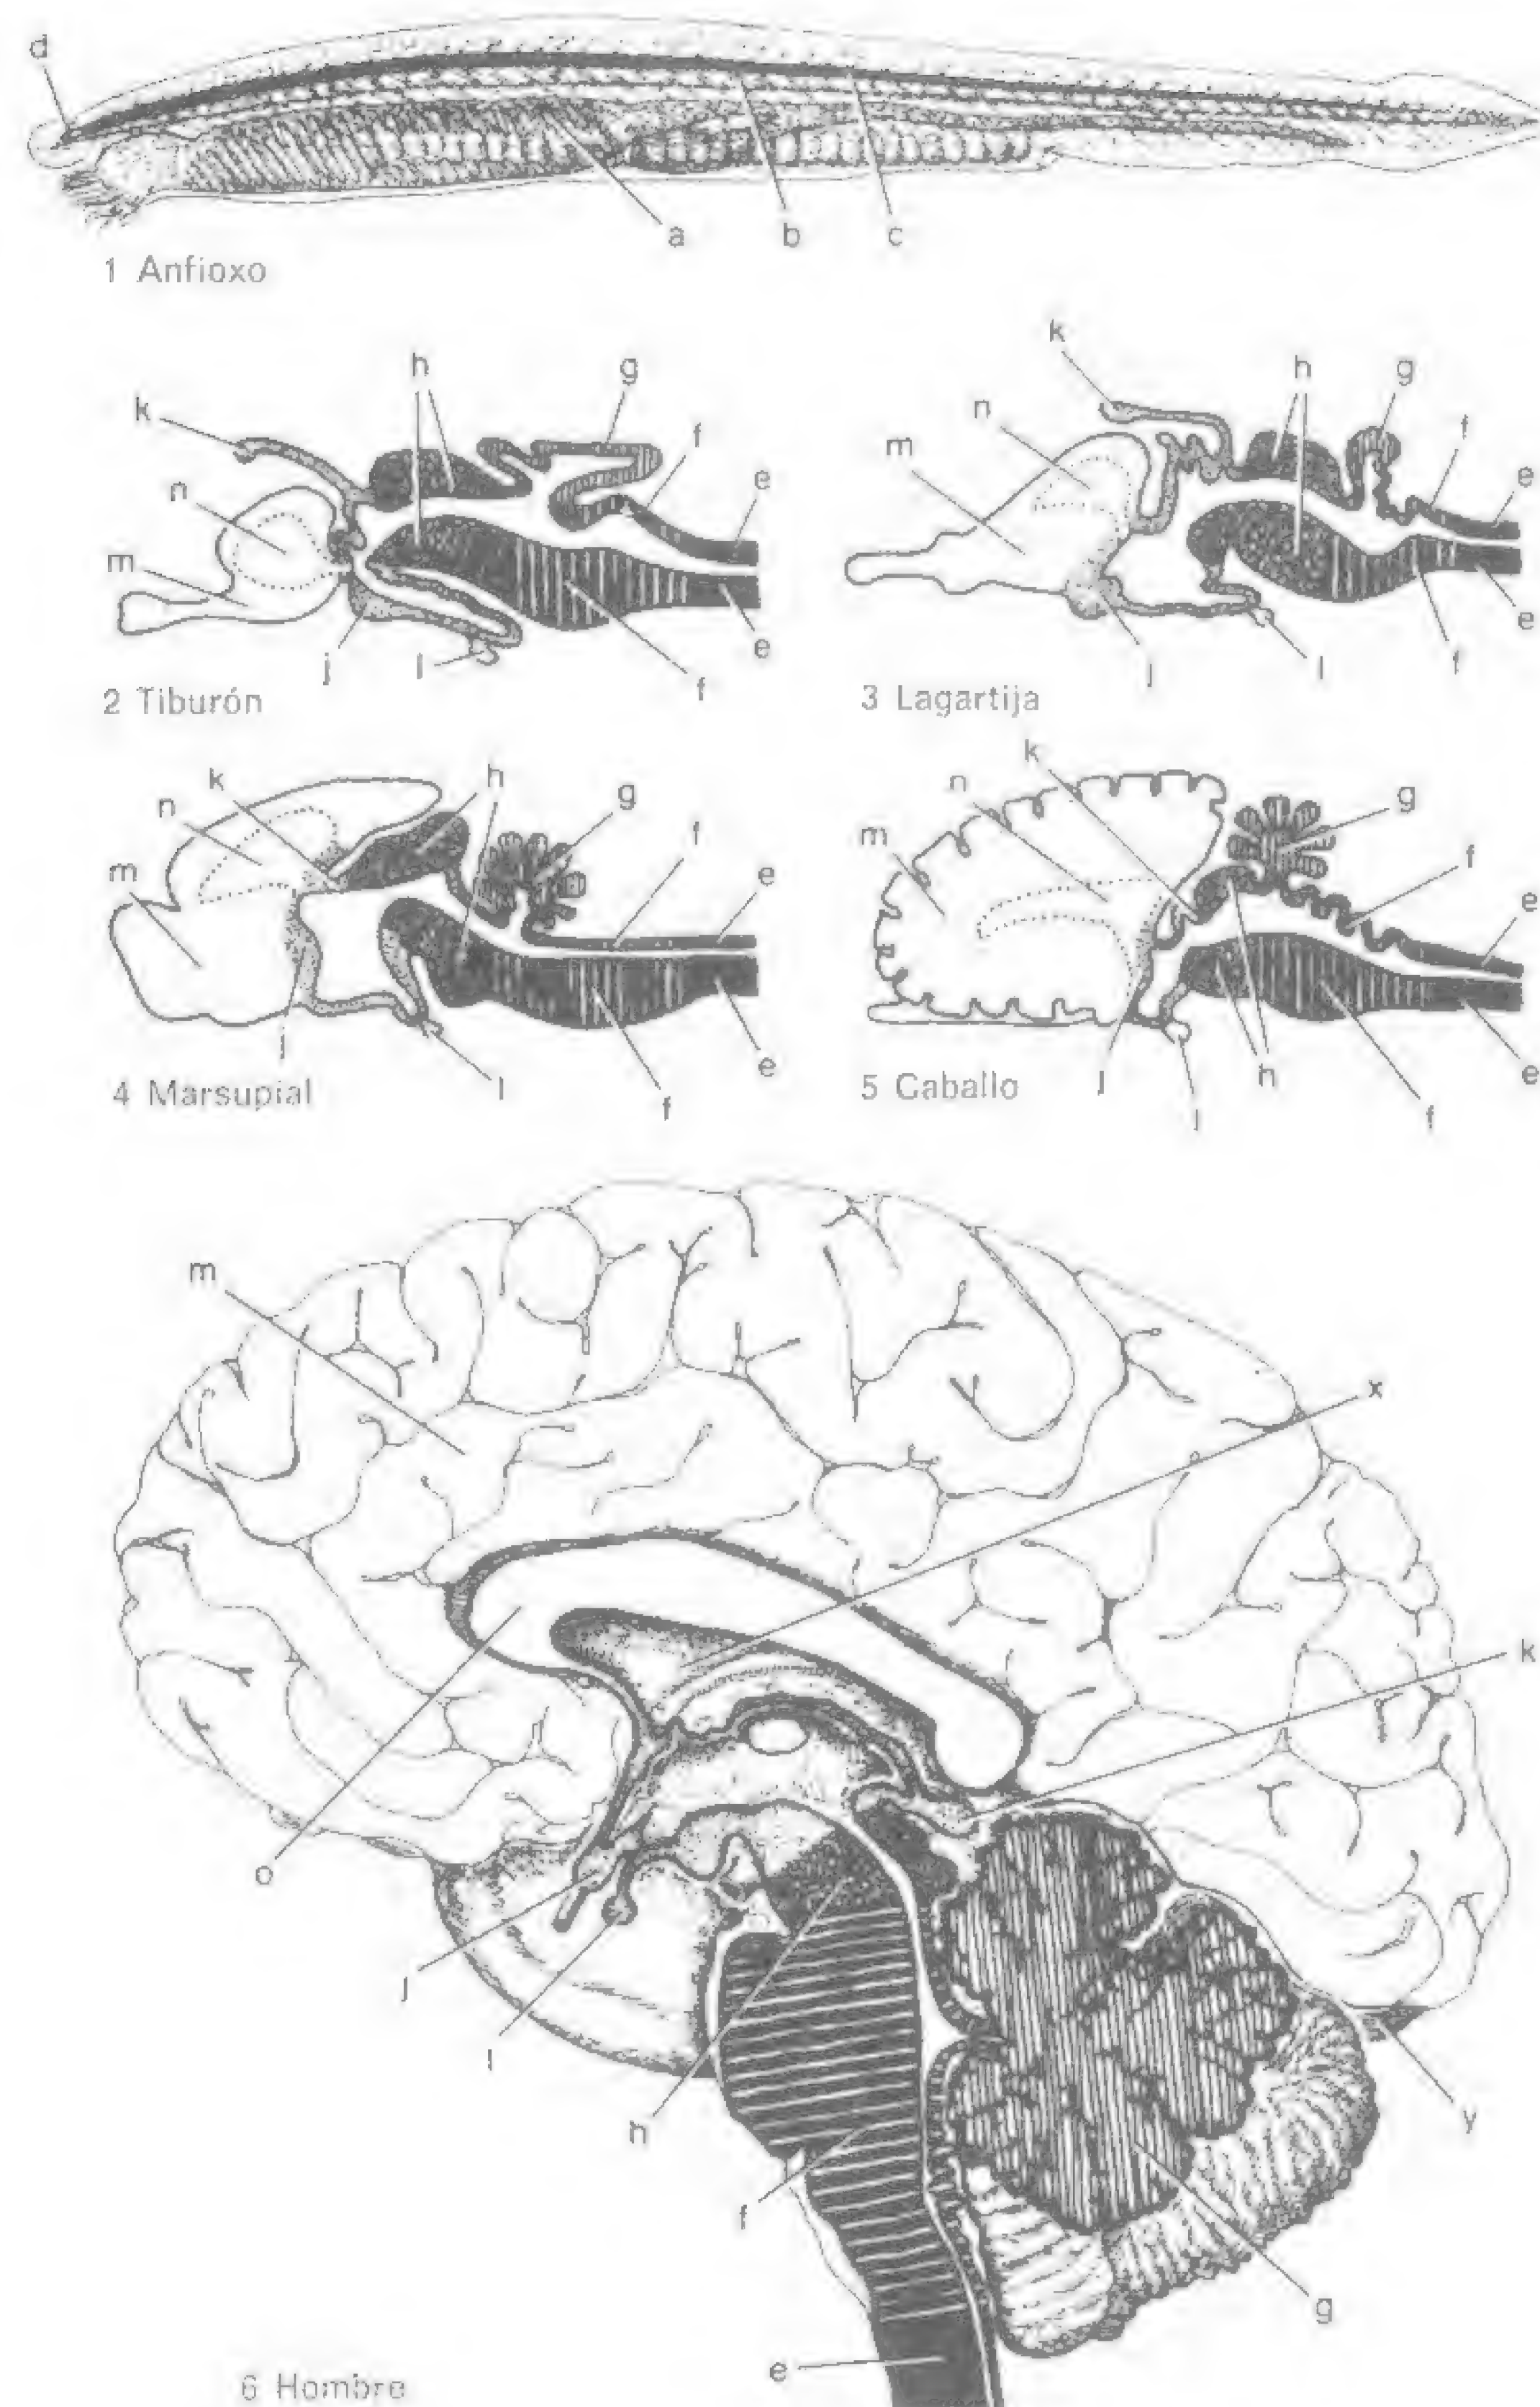 d
a b c
1 Anfioxo
k h g f e
n
m
j l f e
2 Tiburón
k
n h g f e
m
j l f e
3 Lagartija
k h g f e
n
m
j l f e
4 Marsupial
k
n g
m f e
j l h f e
5 Caballo
m
x
k
o
j
l
h
y
f
g
e
6 Hombre